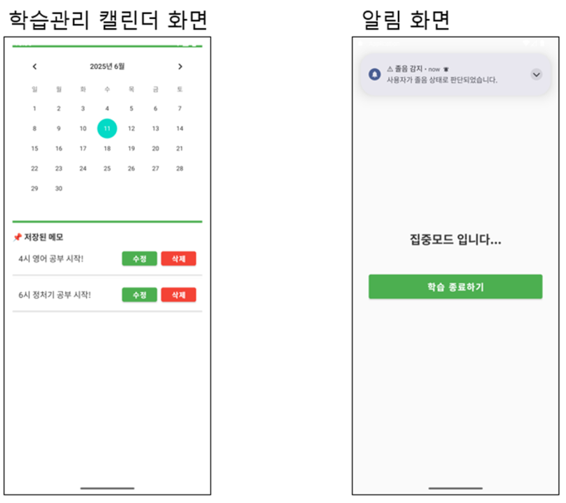 학습관리 캘린더 화면
2025년 6월
일 월 화 수 목 금 토
1 2 3 4 5 6 7
8 9 10 11 12 13 14
15 16 17 18 19 20 21
22 23 24 25 26 27 28
29 30
📌 저장된 메모
4시 영어 공부 시작! 수정 삭제
6시 정처기 공부 시작! 수정 삭제
알림 화면
⚠ 졸음 감지 • now
사용자가 졸음 상태로 판단되었습니다.
집중모드 입니다...
학습 종료하기